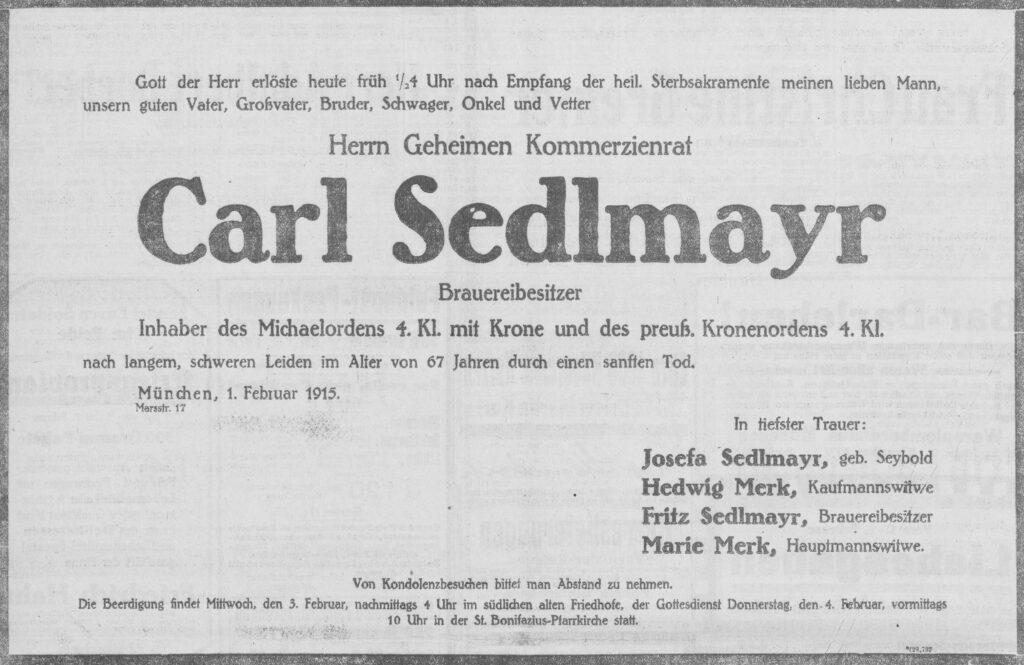 Gott der Herr erlöste heute früh ½4 Uhr nach Empfang der heil. Sterbsakramente meinen lieben Mann,
unsern guten Vater, Großvater, Bruder, Schwager, Onkel und Vetter
Herrn Geheimen Kommerzienrat
Carl Sedlmayr
Brauereibesitzer
Inhaber des Michaelordens 4. Kl. mit Krone und des preuß. Kronenordens 4. Kl.
nach langem, schweren Leiden im Alter von 67 Jahren durch einen sanften Tod.
München, 1. Februar 1915.
Marsstr. 17
In tiefster Trauer:
Josefa Sedlmayr, geb. Seybold
Hedwig Merk, Kaufmannswitwe
Fritz Sedlmayr, Brauereibesitzer
Marie Merk, Hauptmannswitwe.
Von Kondolenzbesuchen bittet man Abstand zu nehmen.
Die Beerdigung findet Mittwoch, den 3. Februar, nachmittags 4 Uhr im südlichen alten Friedhofe, der Gottesdienst Donnerstag, den 4. Februar, vormittags
10 Uhr in der St. Bonifazius-Pfarrkirche statt.